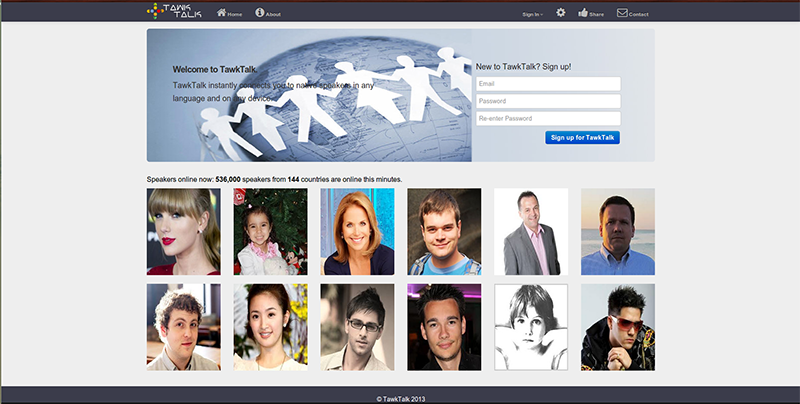 TAWK
TALK
Home
About
Sign In
Share
Contact
Welcome to TawkTalk.
TawkTalk instantly connects you to native speakers in any
language and on any device.
New to TawkTalk? Sign up!
Email
Password
Re-enter Password
Sign up for TawkTalk
Speakers online now: 536,000 speakers from 144 countries are online this minutes.
© TawkTalk 2013